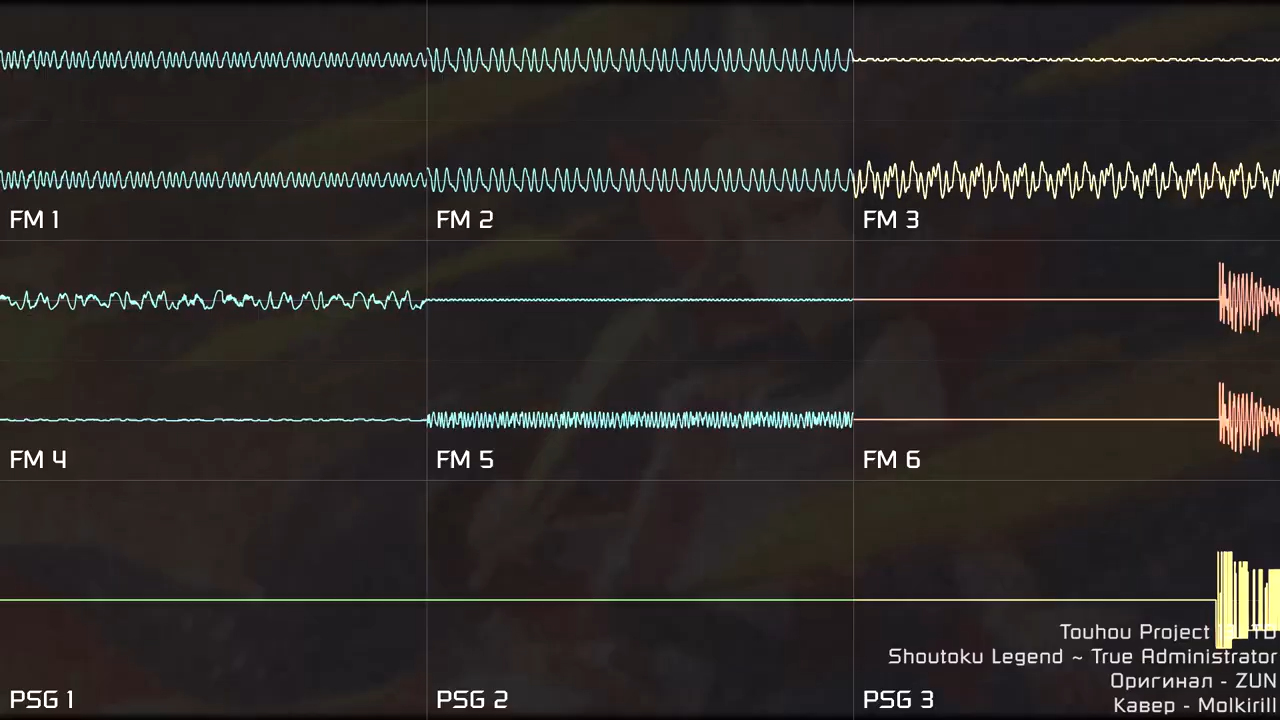 FM 1
FM 2
FM 3
FM 4
FM 5
FM 6
Touhou Project TD
Shoutoku Legend ~ True Administrator
Оригинал - ZUN
PSG 1
PSG 2
PSG 3
Кавер - Molkirill